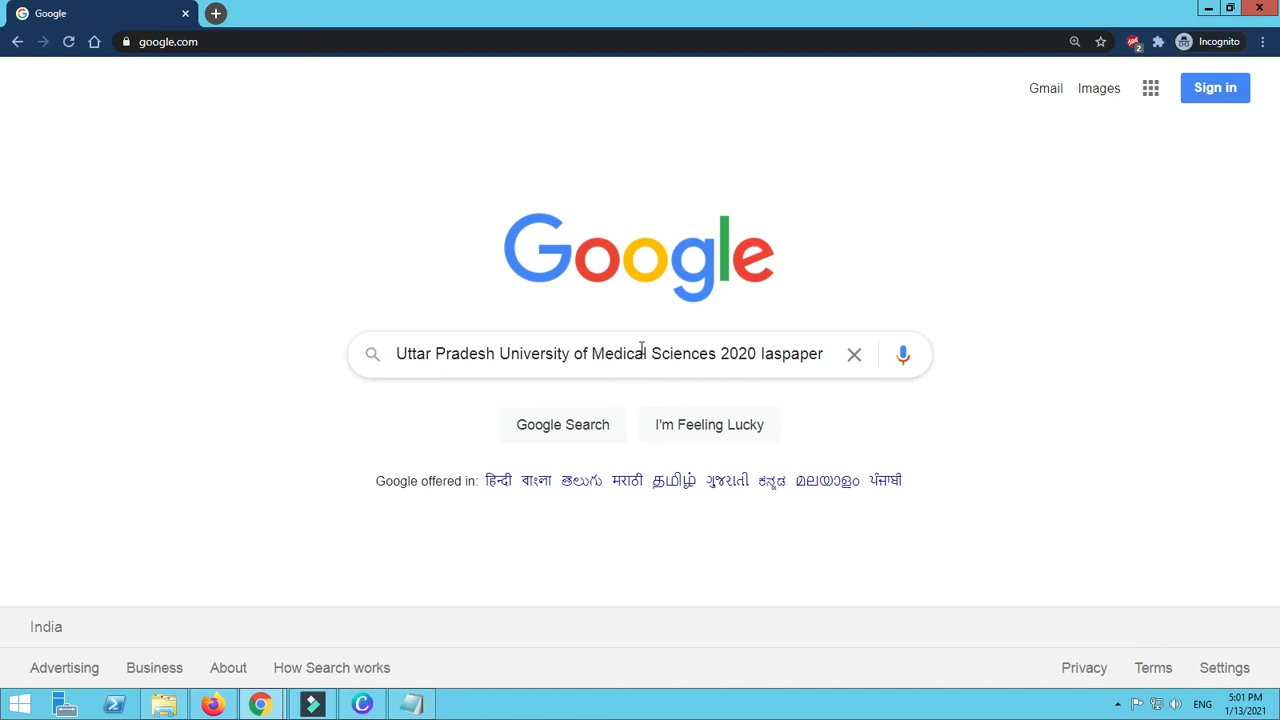 Google
google.com
2
Incognito
Gmail Images
Sign in
Google
Uttar Pradesh University of Medical Sciences 2020 Iaspaper
Google Search
I'm Feeling Lucky
Google offered in: हिन्दी বাংলা తెలుగు मराठी தமிழ் ગુજરાતી ಕನ್ನಡ മലയാളം ਪੰਜਾਬੀ
India
Advertising Business About How Search works
Privacy Terms Settings
ENG
5:01 PM
1/13/2021